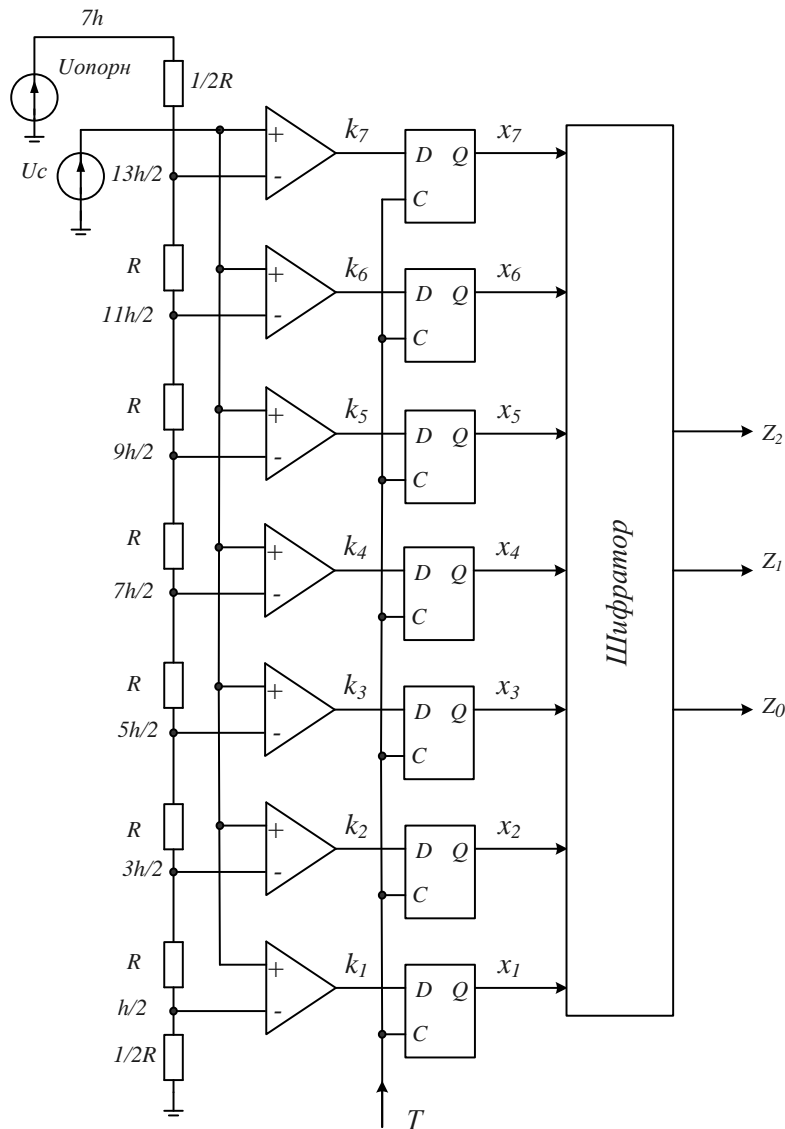 7h
Uопорн
1/2R
Uc
13h/2
+
-
k7
D Q
C
x7
R
11h/2
+
-
k6
D Q
C
x6
R
9h/2
+
-
k5
D Q
C
x5
Z2
R
7h/2
+
-
k4
D Q
C
x4
Шифратор
Z1
R
5h/2
+
-
k3
D Q
C
x3
Z0
R
3h/2
+
-
k2
D Q
C
x2
R
h/2
+
-
k1
D Q
C
x1
1/2R
T